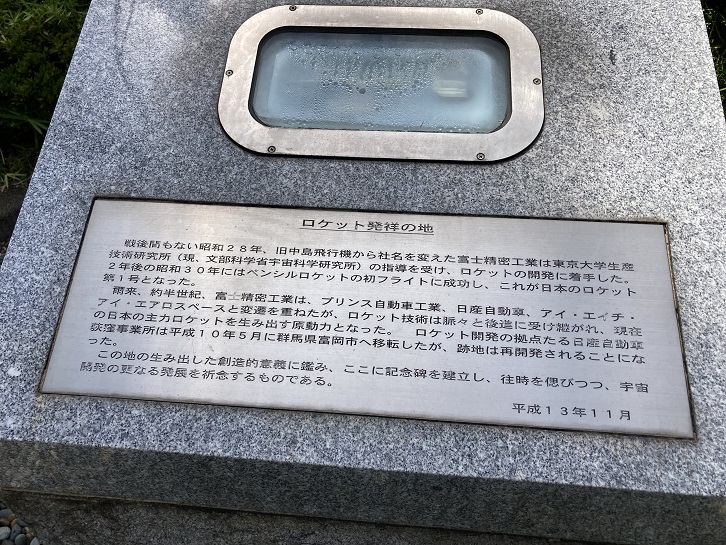 ロケット発祥の地
戦後間もない昭和２８年、旧中島飛行機から社名を変えた富士精密工業は東京大学生産
技術研究所（現、文部科学省宇宙科学研究所）の指導を受け、ロケットの開発に着手した。
２年後の昭和３０年にはペンシルロケットの初フライトに成功し、これが日本のロケット
第１号となった。
爾来、約半世紀、富士精密工業は、プリンス自動車工業、日産自動車、アイ・エイチ・
アイ・エアロスペースと変遷を重ねたが、ロケット技術は脈々と後進に受け継がれ、現在
の日本の主力ロケットを生み出す原動力となった。　ロケット開発の拠点たる日産自動車
荻窪事業所は平成１０年５月に群馬県富岡市へ移転したが、跡地は再開発されることにな
った。
この地の生み出した創造的意義に鑑み、ここに記念碑を建立し、往時を偲びつつ、宇宙
開発の更なる発展を祈念するものである。
平成１３年１１月